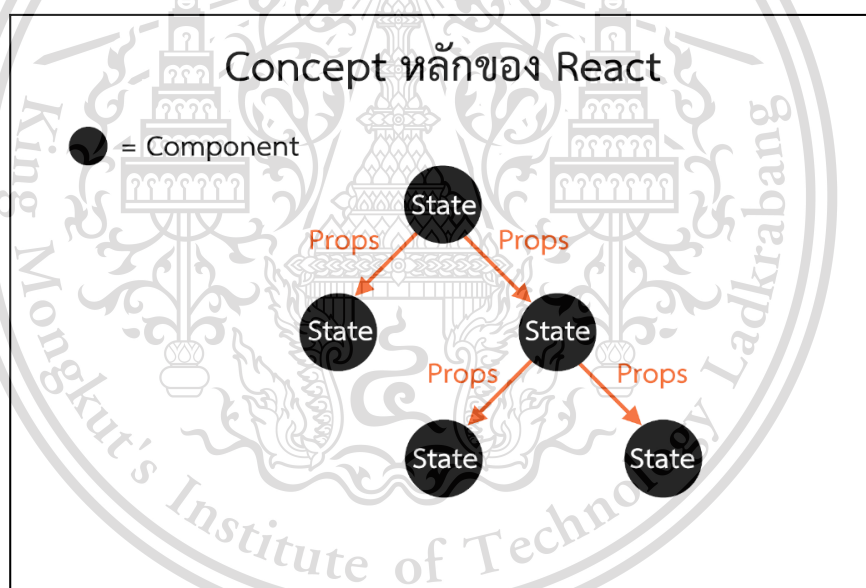 Concept หลักของ React
= Component
State
Props Props
State State
Props Props
State State
King Mongkut's Institute of Technology Ladkrabang